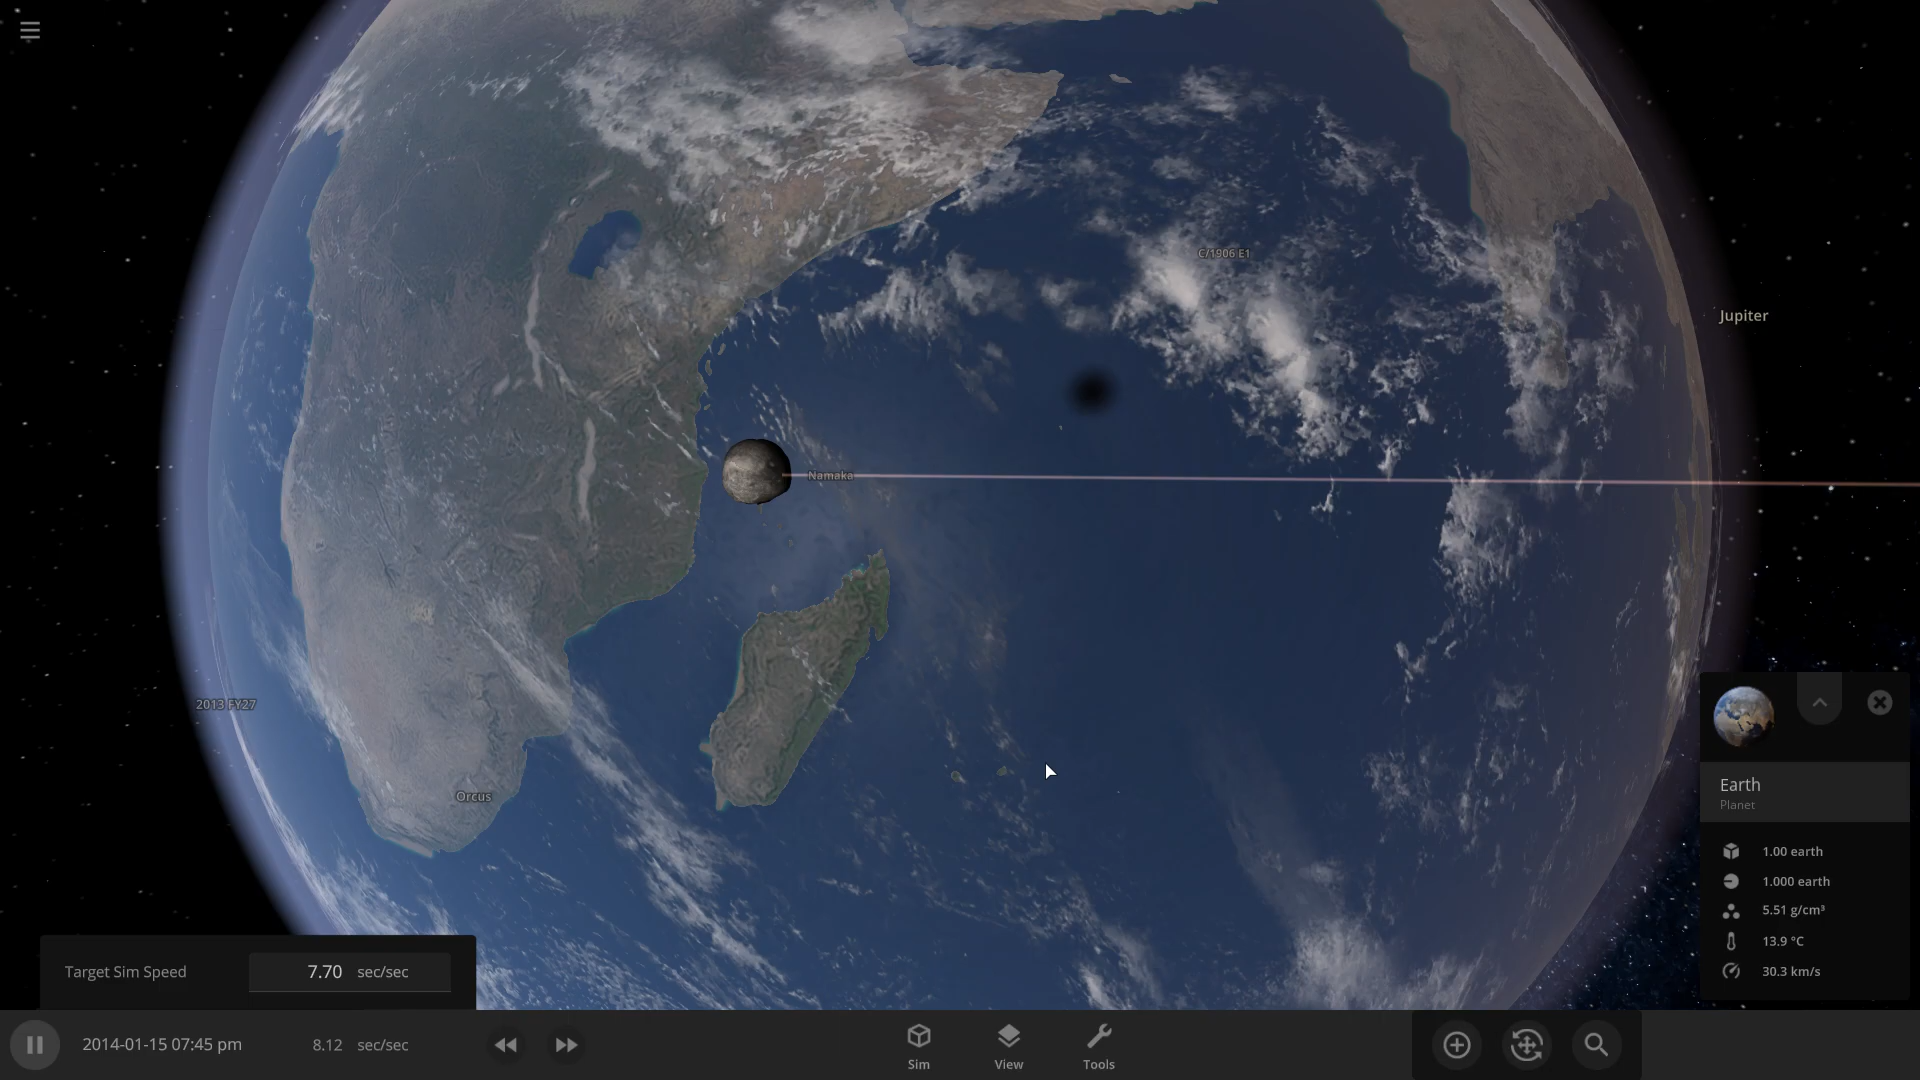 C/1906 E1
Jupiter
Namaka
2013 FY27
Orcus
Earth
Planet
1.00 earth
1.000 earth
5.51 g/cm³
13.9 °C
30.3 km/s
Target Sim Speed 7.70 sec/sec
2014-01-15 07:45 pm 8.12 sec/sec
Sim View Tools